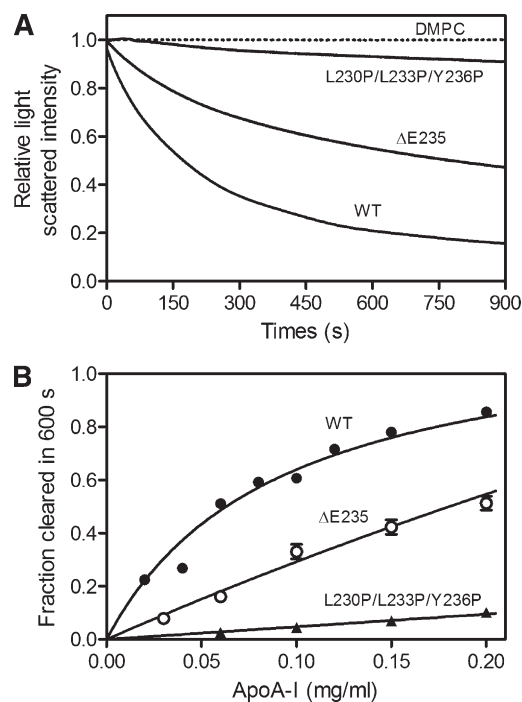 A
DMPC
L230P/L233P/Y236P
ΔE235
WT
Relative light
scattered intensity
1.0
0.8
0.6
0.4
0.2
0.0
0 150 300 450 600 750 900
Times (s)
B
WT
ΔE235
L230P/L233P/Y236P
Fraction cleared in 600 s
1.0
0.8
0.6
0.4
0.2
0.0
0.00 0.05 0.10 0.15 0.20
ApoA-I (mg/ml)